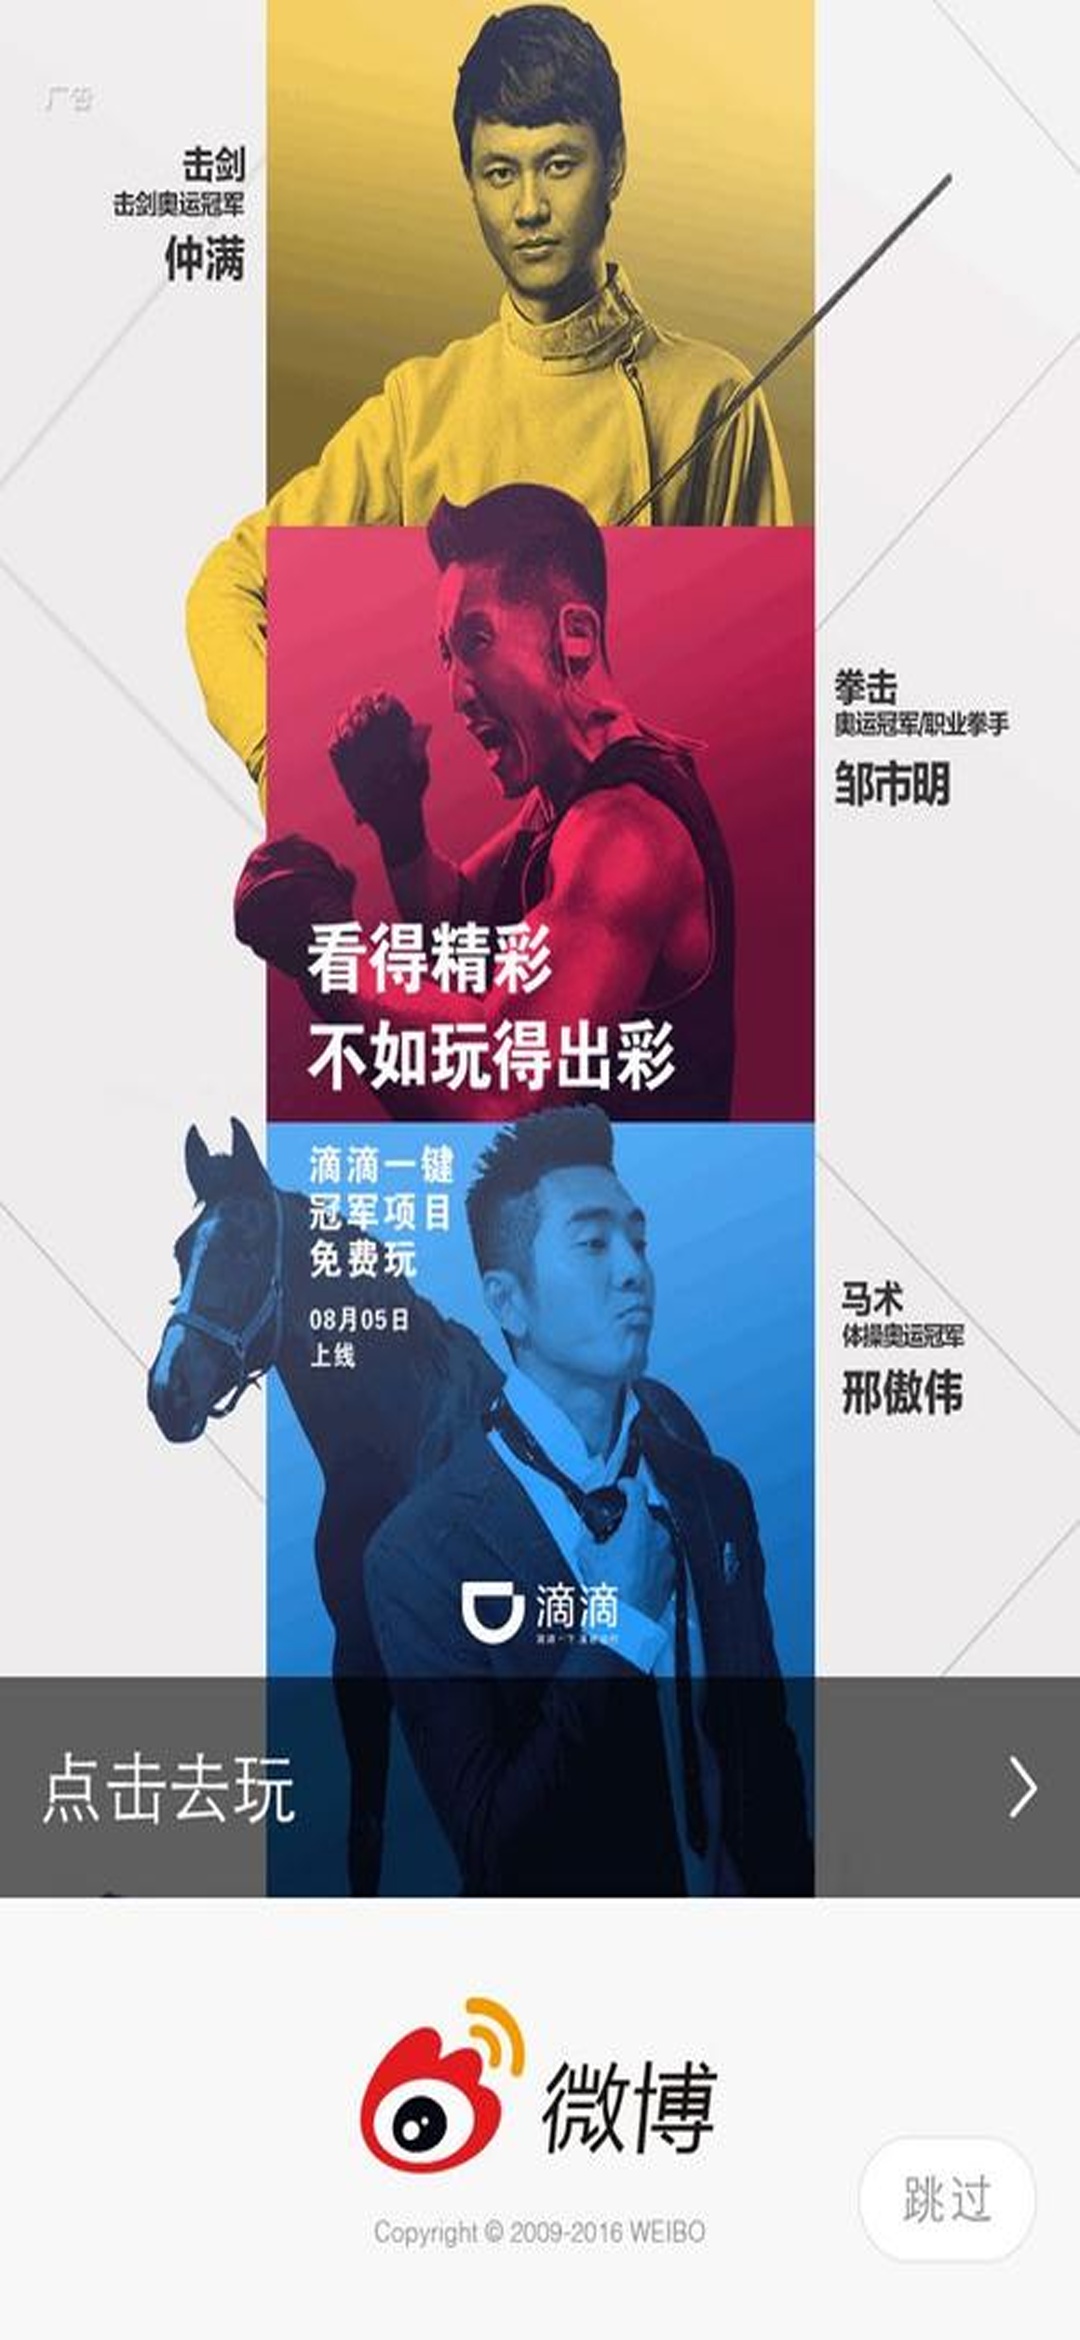 广告
击剑
击剑奥运冠军
仲满
拳击
奥运冠军/职业拳手
邹市明
看得精彩
不如玩得出彩
滴滴一键
冠军项目
免费玩
08月05日
上线
马术
体操奥运冠军
邢傲伟
滴滴
点击去玩
微博
跳过
Copyright © 2009-2016 WEIBO